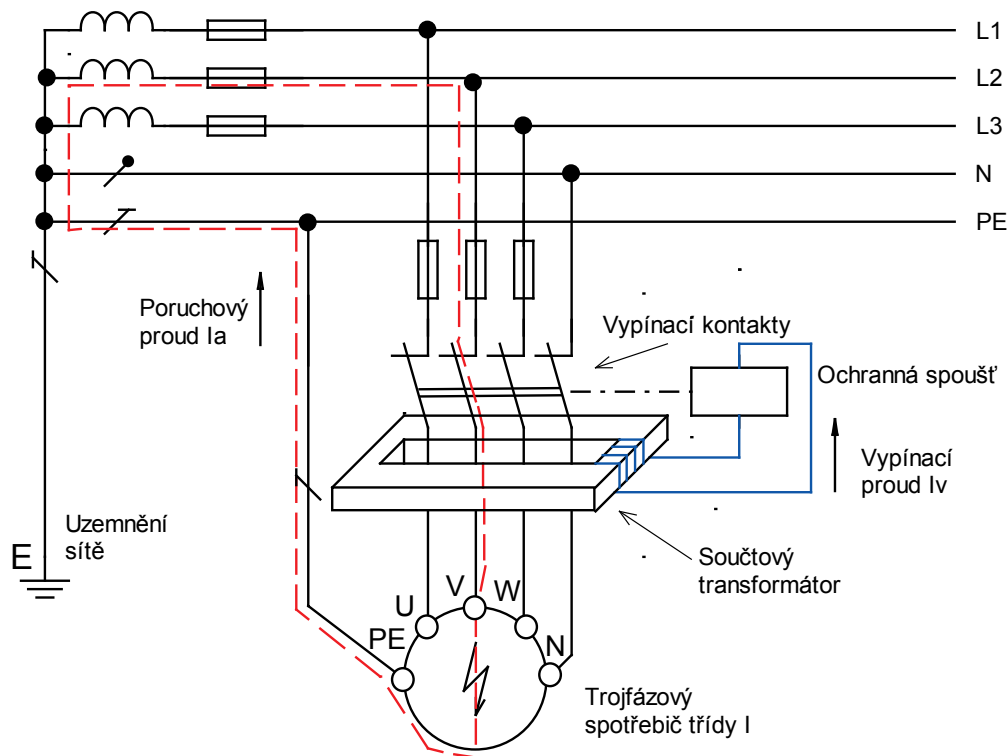 L1
L2
L3
N
PE
Poruchový
proud Ia
Vypínací kontakty
Ochranná spoušť
Vypínací
proud Iv
Uzemnění
sítě
E
Součtový
transformátor
U
V
W
PE
N
Trojfázový
spotřebič třídy I